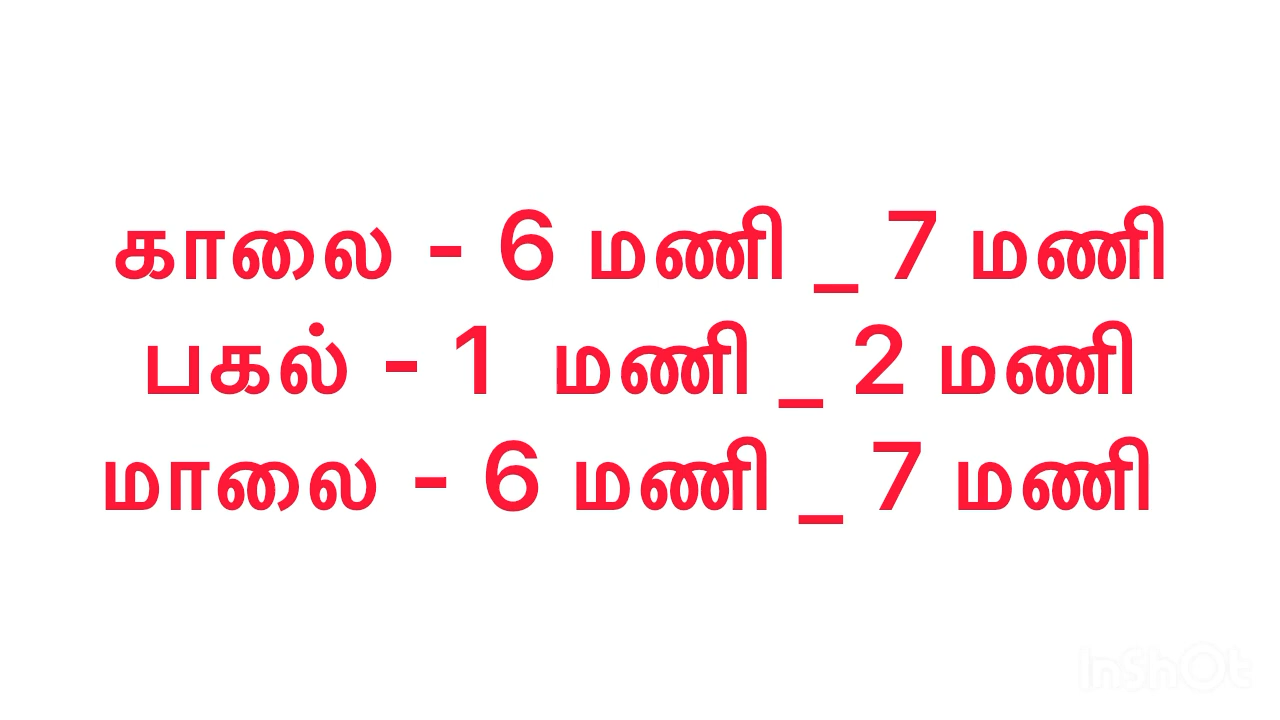 காலை - 6 மணி _ 7 மணி
பகல் - 1 மணி _ 2 மணி
மாலை - 6 மணி _ 7 மணி
InShOt